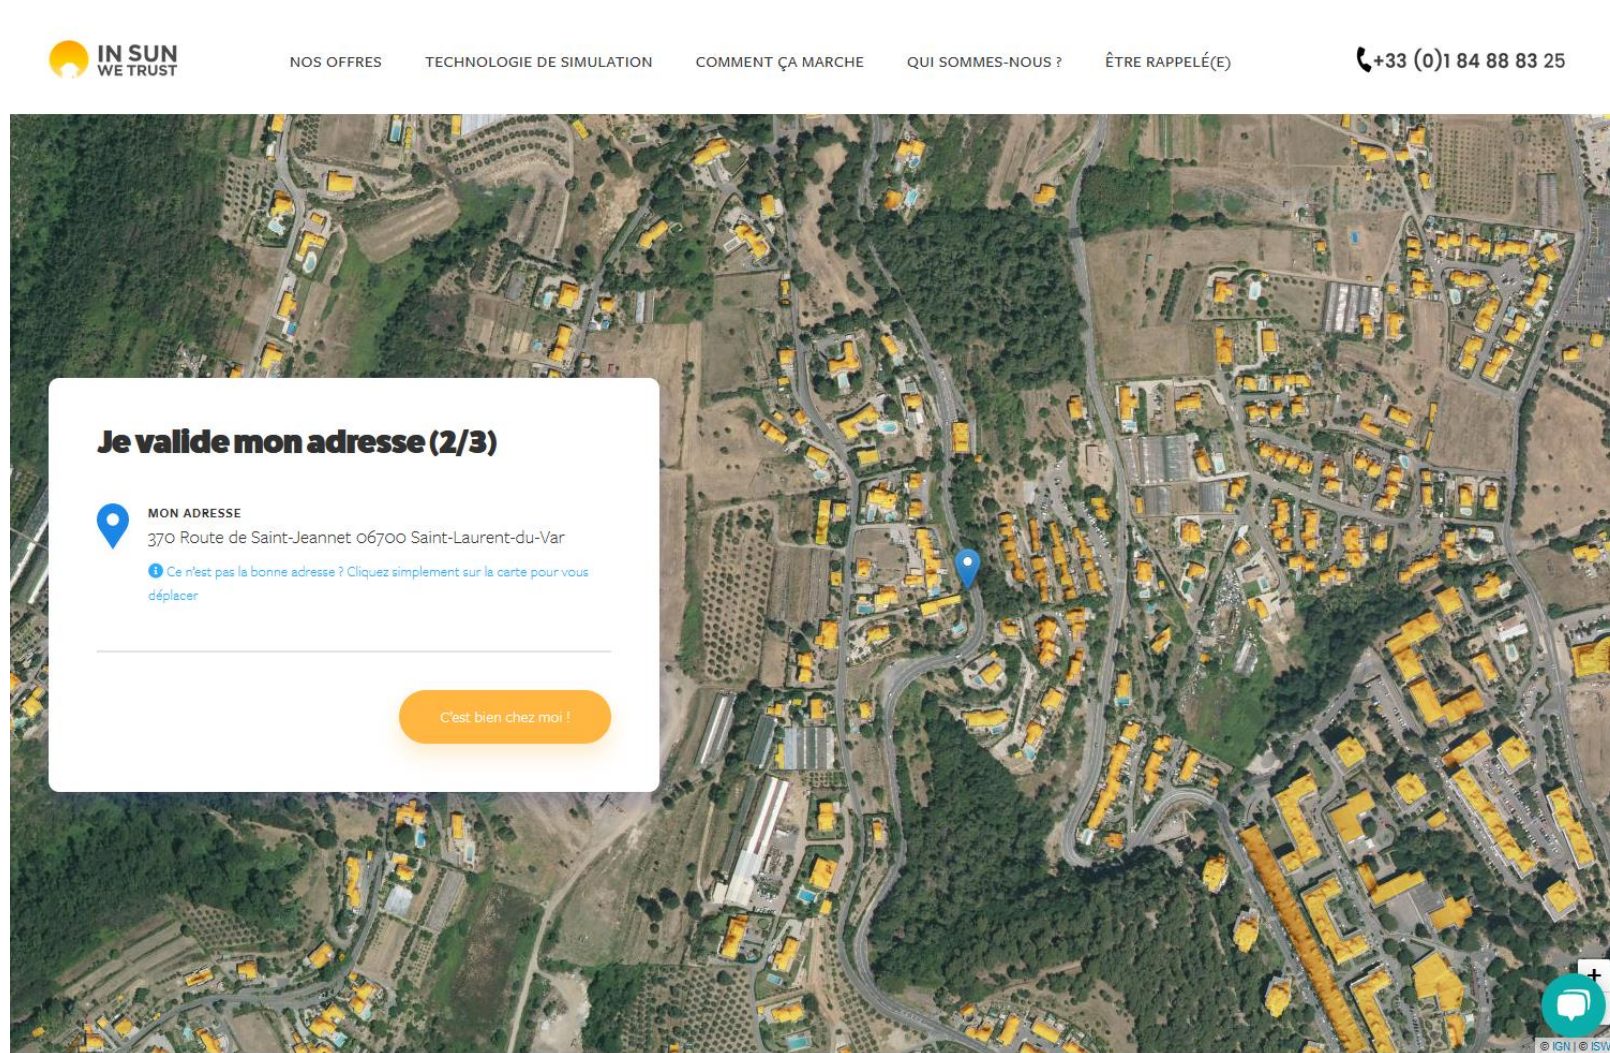 IN SUN
WE TRUST
NOS OFFRES
TECHNOLOGIE DE SIMULATION
COMMENT ÇA MARCHE
QUI SOMMES-NOUS ?
ÊTRE RAPPELÉ(E)
+33 (0)1 84 88 83 25
Je valide mon adresse (2/3)
MON ADRESSE
370 Route de Saint-Jeannet 06700 Saint-Laurent-du-Var
Ce n'est pas la bonne adresse ? Cliquez simplement sur la carte pour vous
déplacer
C'est bien chez moi !
+
© IGN | © ISW